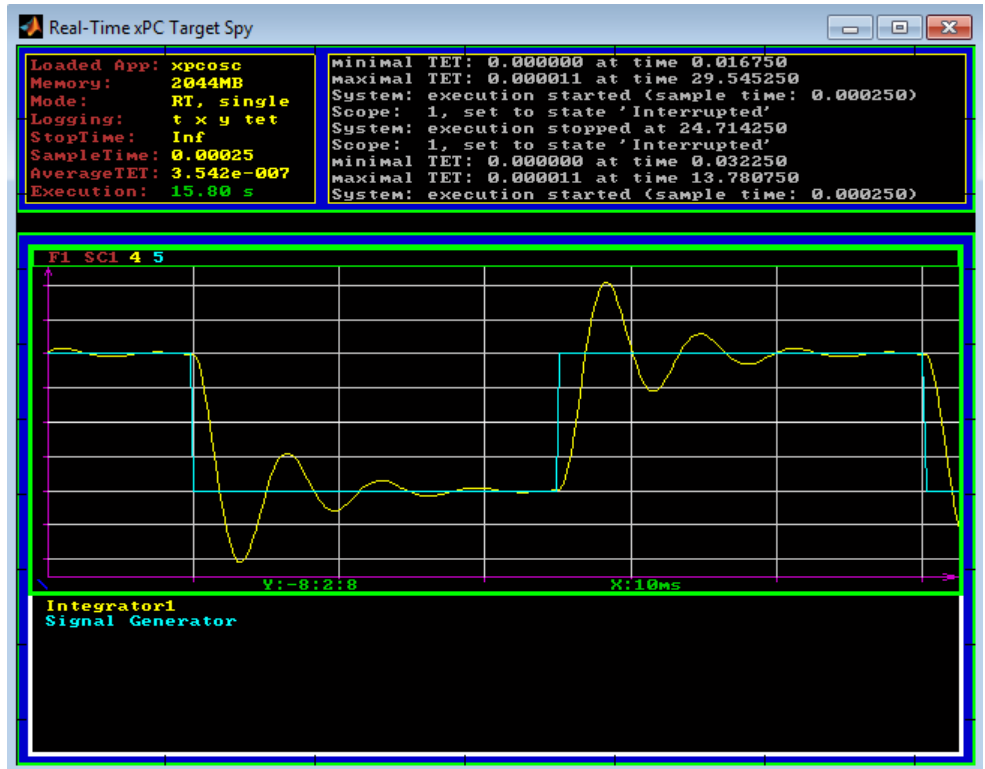 Real-Time xPC Target Spy
Loaded App: xpcosc
Memory: 2044MB
Mode: RT, single
Logging: t x y tet
StopTime: Inf
SampleTime: 0.00025
AverageTET: 3.542e-007
Execution: 15.80 s
minimal TET: 0.000000 at time 0.016750
maximal TET: 0.000011 at time 29.545250
System: execution started (sample time: 0.000250)
Scope: 1, set to state 'Interrupted'
System: execution stopped at 24.714250
Scope: 1, set to state 'Interrupted'
minimal TET: 0.000000 at time 0.032250
maximal TET: 0.000011 at time 13.780750
System: execution started (sample time: 0.000250)
F1 SC1 4 5
Y:-8:2:8 X:10ms
Integrator1
Signal Generator